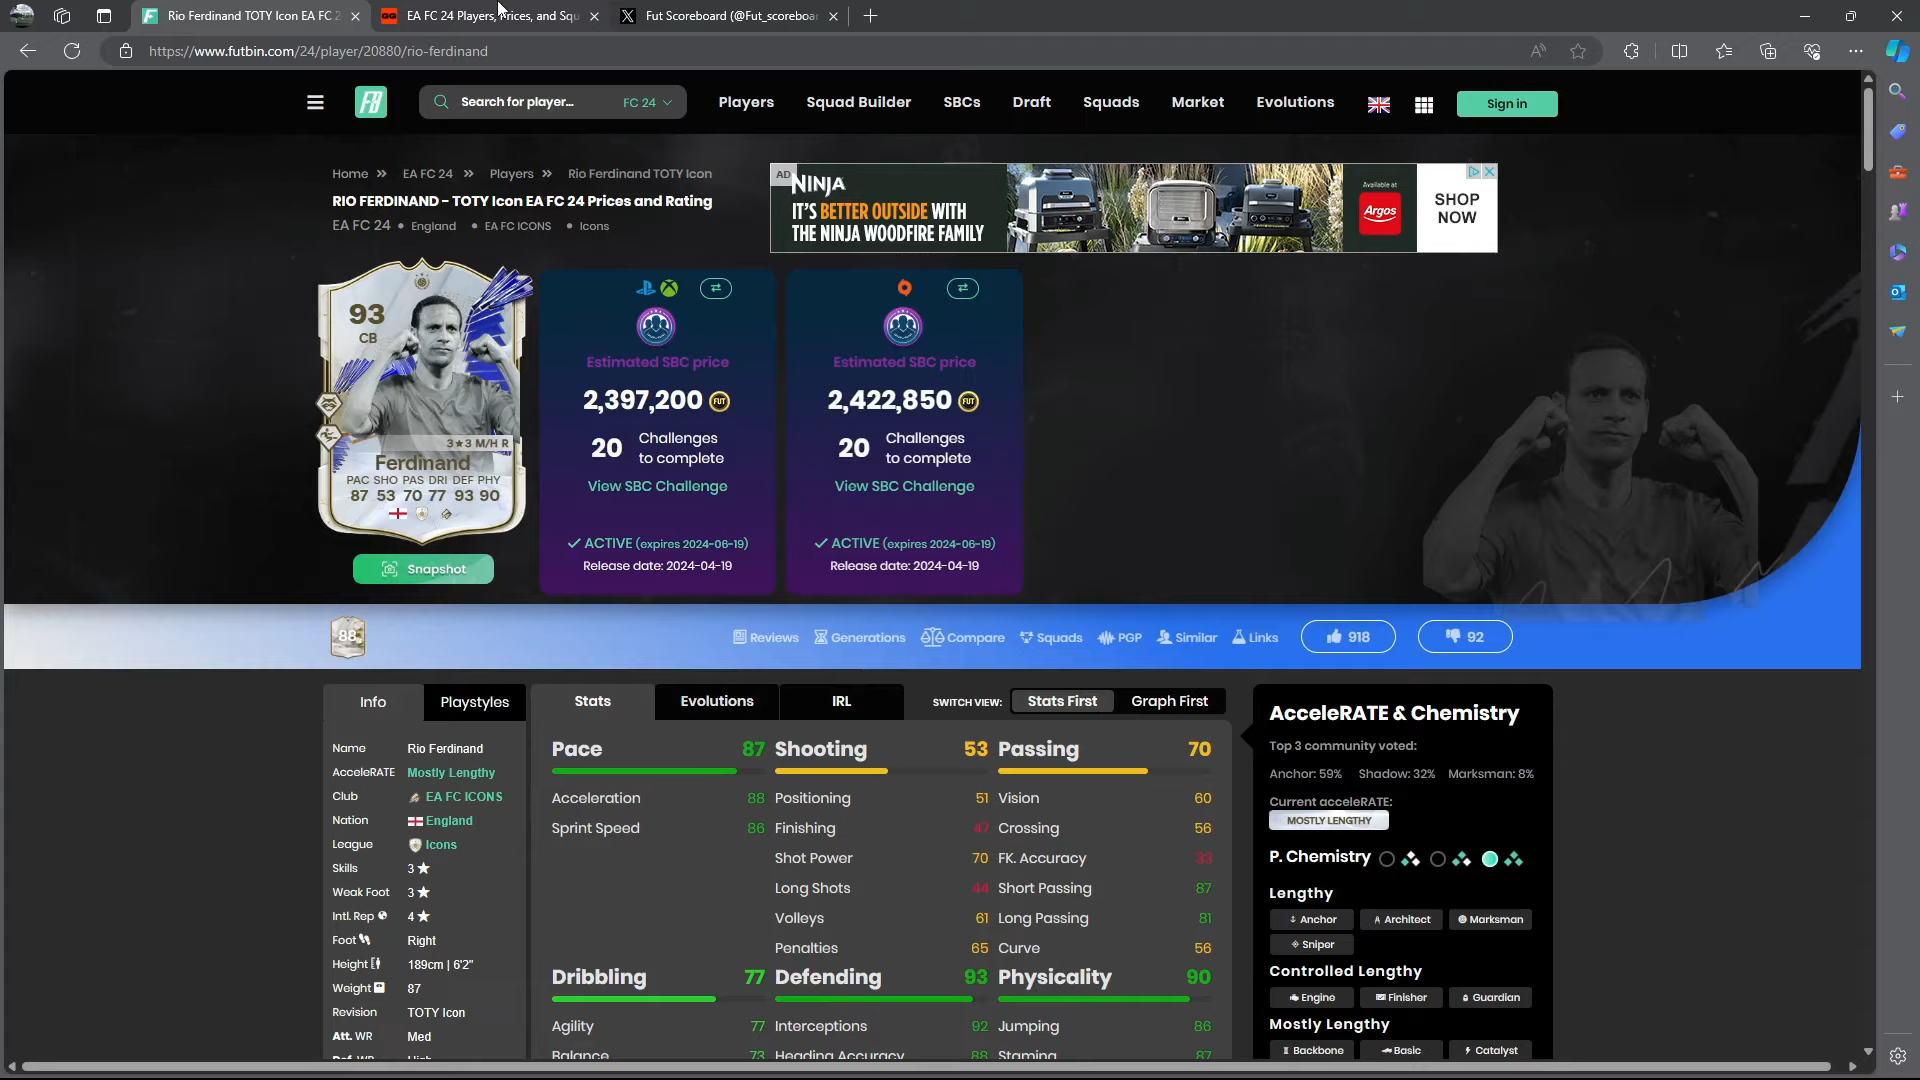 Rio Ferdinand TOTY Icon EA FC 2
EA FC 24 Players, Prices, and Squ
Fut Scoreboard (@Fut_scoreboar
https://www.futbin.com/24/player/20880/rio-ferdinand
Search for player...
FC 24
Players
Squad Builder
SBCs
Draft
Squads
Market
Evolutions
Sign in
Home » EA FC 24 » Players » Rio Ferdinand TOTY Icon
RIO FERDINAND - TOTY Icon EA FC 24 Prices and Rating
EA FC 24 • England • EA FC ICONS • Icons
AD
NINJA
IT'S BETTER OUTSIDE WITH
THE NINJA WOODFIRE FAMILY
Available at
Argos
SHOP
NOW
93
CB
3★3 M/H R
Ferdinand
PAC SHO PAS DRI DEF PHY
87 53 70 77 93 90
Snapshot
Estimated SBC price
2,397,200 FUT
20 Challenges
to complete
View SBC Challenge
✓ ACTIVE (expires 2024-06-19)
Release date: 2024-04-19
Estimated SBC price
2,422,850 FUT
20 Challenges
to complete
View SBC Challenge
✓ ACTIVE (expires 2024-06-19)
Release date: 2024-04-19
88
Reviews
Generations
Compare
Squads
PGP
Similar
Links
918
92
Info
Playstyles
Name Rio Ferdinand
AcceleRATE Mostly Lengthy
Club EA FC ICONS
Nation England
League Icons
Skills 3★
Weak Foot 3★
Intl. Rep 4★
Foot Right
Height 189cm | 6'2"
Weight 87
Revision TOTY Icon
Att. WR Med
Stats
Evolutions
IRL
SWITCH VIEW:
Stats First
Graph First
Pace 87
Acceleration 88
Sprint Speed 86
Shooting 53
Positioning 51
Finishing 47
Shot Power 70
Long Shots 44
Volleys 61
Penalties 65
Passing 70
Vision 60
Crossing 56
FK. Accuracy 33
Short Passing 87
Long Passing 81
Curve 56
Dribbling 77
Agility 77
Balance 73
Defending 93
Interceptions 92
Heading Accuracy 88
Physicality 90
Jumping 86
Stamina 87
AcceleRATE & Chemistry
Top 3 community voted:
Anchor: 59% Shadow: 32% Marksman: 8%
Current acceleRATE:
MOSTLY LENGTHY
P. Chemistry
Lengthy
Anchor
Architect
Marksman
Sniper
Controlled Lengthy
Engine
Finisher
Guardian
Mostly Lengthy
Backbone
Basic
Catalyst